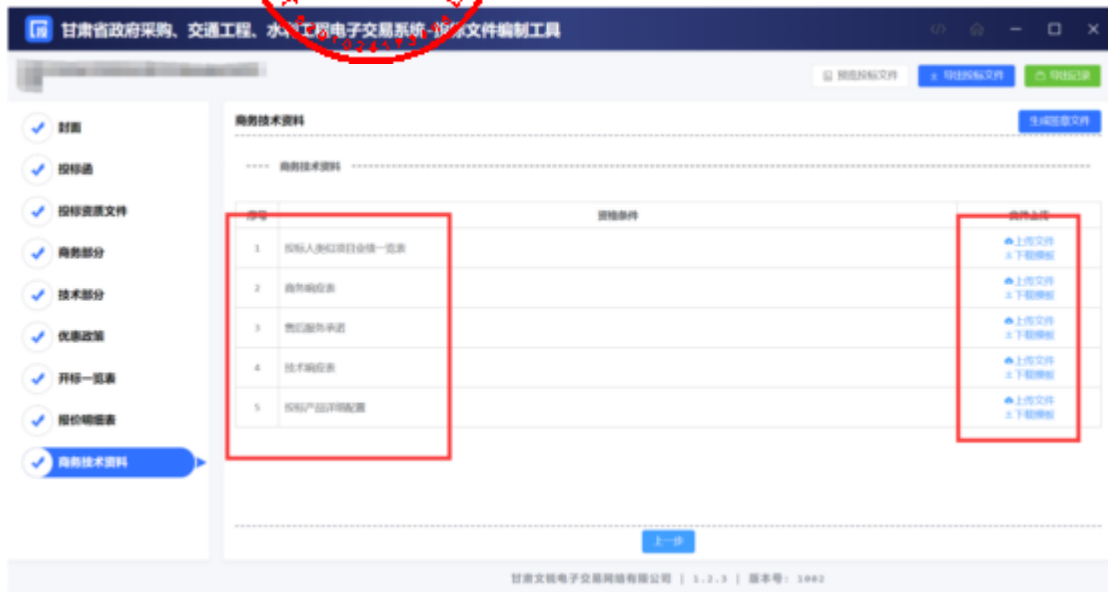 甘肃省政府采购、交通工程、水利工程电子交易系统-投标文件编制工具
预览投标文件 导出投标文件 导出记录
封面
投标函
投标资质文件
商务部分
技术部分
优惠政策
开标一览表
报价明细表
商务技术资料
商务技术资料 生成签章文件
商务技术资料
序号 资格条件 文件上传
1 投标人类似项目业绩一览表 上传文件 下载模板
2 商务响应表 上传文件 下载模板
3 售后服务承诺 上传文件 下载模板
4 技术响应表 上传文件 下载模板
5 投标产品详细配置 上传文件 下载模板
上一步
甘肃文锐电子交易网络有限公司 | 1.2.3 | 版本号: 1002